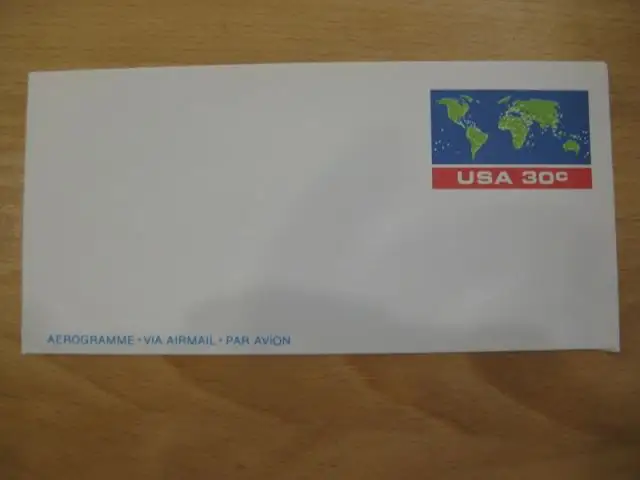 USA 30c
AEROGRAMME • VIA AIRMAIL • PAR AVION